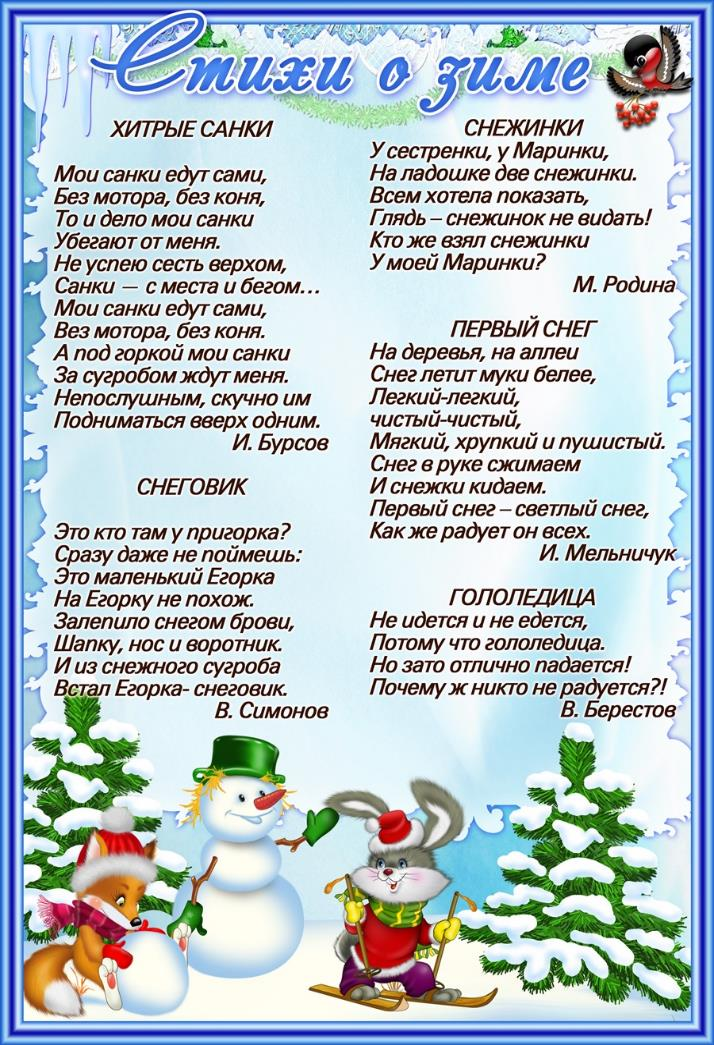 Стихи о зиме
ХИТРЫЕ САНКИ
Мои санки едут сами,
Без мотора, без коня,
То и дело мои санки
Убегают от меня.
Не успею сесть верхом,
Санки — с места и бегом...
Мои санки едут сами,
Вез мотора, без коня.
А под горкой мои санки
За сугробом ждут меня.
Непослушным, скучно им
Подниматься вверх одним.
И. Бурсов
СНЕГОВИК
Это кто там у пригорка?
Сразу даже не поймешь:
Это маленький Егорка
На Егорку не похож.
Залепило снегом брови,
Шапку, нос и воротник.
И из снежного сугроба
Встал Егорка- снеговик.
В. Симонов
СНЕЖИНКИ
У сестренки, у Маринки,
На ладошке две снежинки.
Всем хотела показать,
Глядь – снежинок не видать!
Кто же взял снежинки
У моей Маринки?
М. Родина
ПЕРВЫЙ СНЕГ
На деревья, на аллеи
Снег летит муки белее,
Легкий-легкий,
чистый-чистый,
Мягкий, хрупкий и пушистый.
Снег в руке сжимаем
И снежки кидаем.
Первый снег – светлый снег,
Как же радует он всех.
И. Мельничук
ГОЛОЛЕДИЦА
Не идется и не едется,
Потому что гололедица.
Но зато отлично падается!
Почему ж никто не радуется?!
В. Берестов